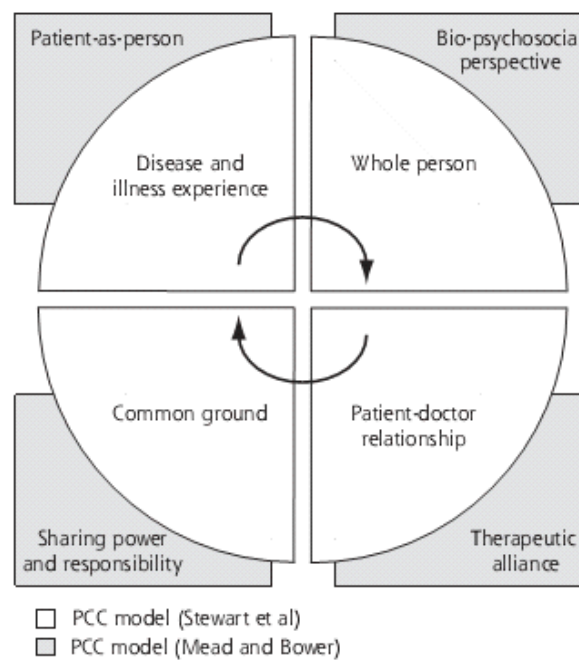 Patient-as-person
Bio-psychosocia
perspective
Disease and
illness experience
Whole person
Common ground
Patient-doctor
relationship
Sharing power
and responsibility
Therapeutic
alliance
PCC model (Stewart et al)
PCC model (Mead and Bower)